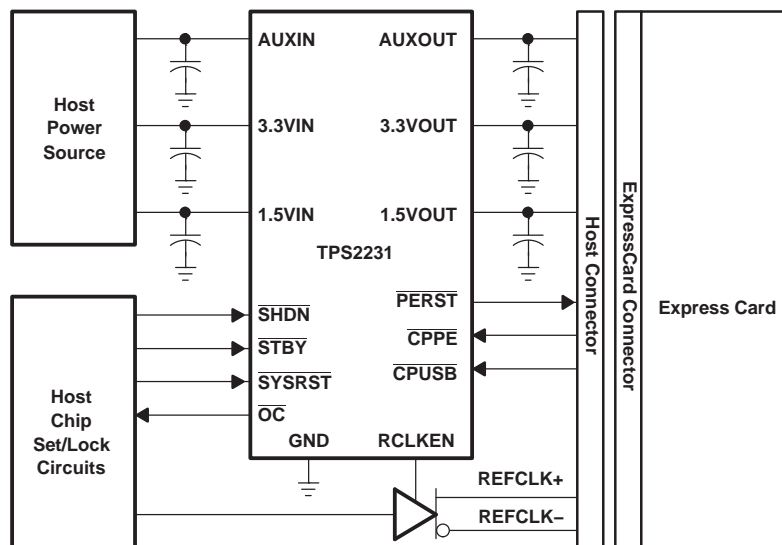 Host
Power
Source
AUXIN
3.3VIN
1.5VIN
AUXOUT
3.3VOUT
1.5VOUT
TPS2231
SHDN
STBY
SYSRST
OC
PERST
CPPE
CPUSB
GND
RCLKEN
Host
Chip
Set/Lock
Circuits
REFCLK+
REFCLK–
Host Connector
ExpressCard Connector
Express Card